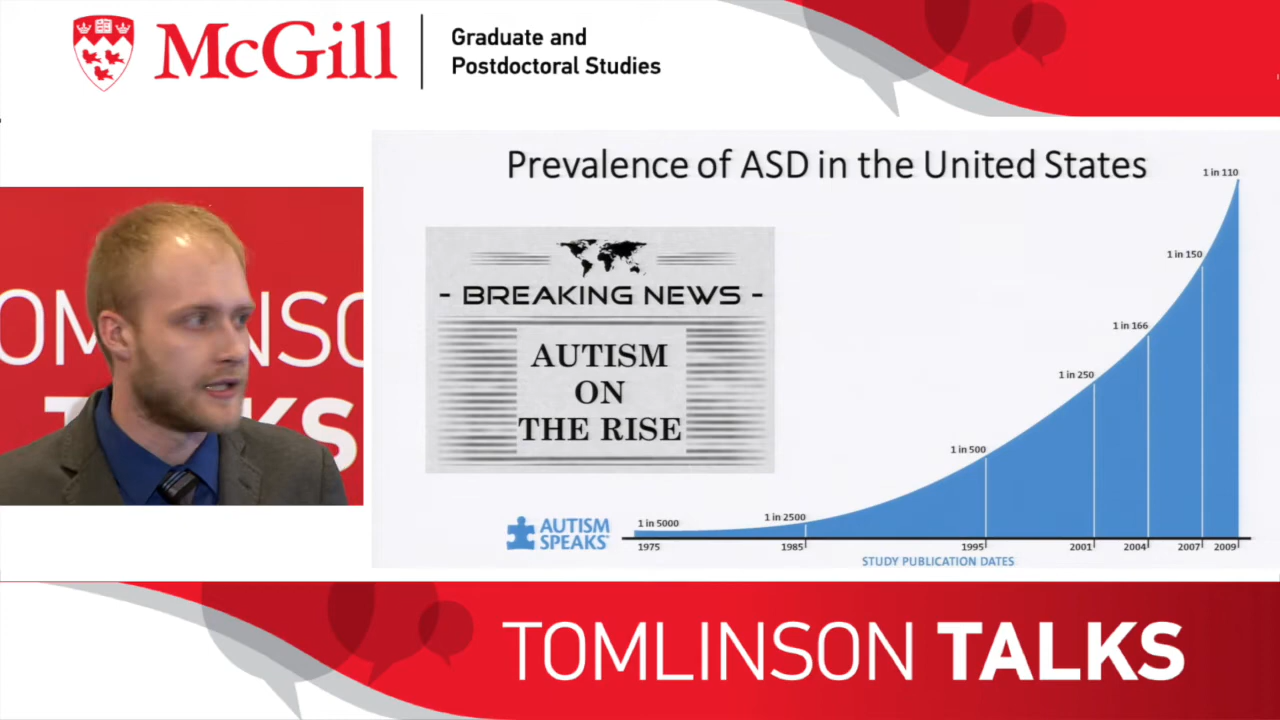 McGill
Graduate and
Postdoctoral Studies
Prevalence of ASD in the United States
- BREAKING NEWS -
AUTISM
ON
THE RISE
AUTISM
SPEAKS
1 in 5000
1 in 2500
1 in 500
1 in 250
1 in 166
1 in 150
1 in 110
1975
1985
1995
2001
2004
2007
2009
STUDY PUBLICATION DATES
TOMLINSON TALKS